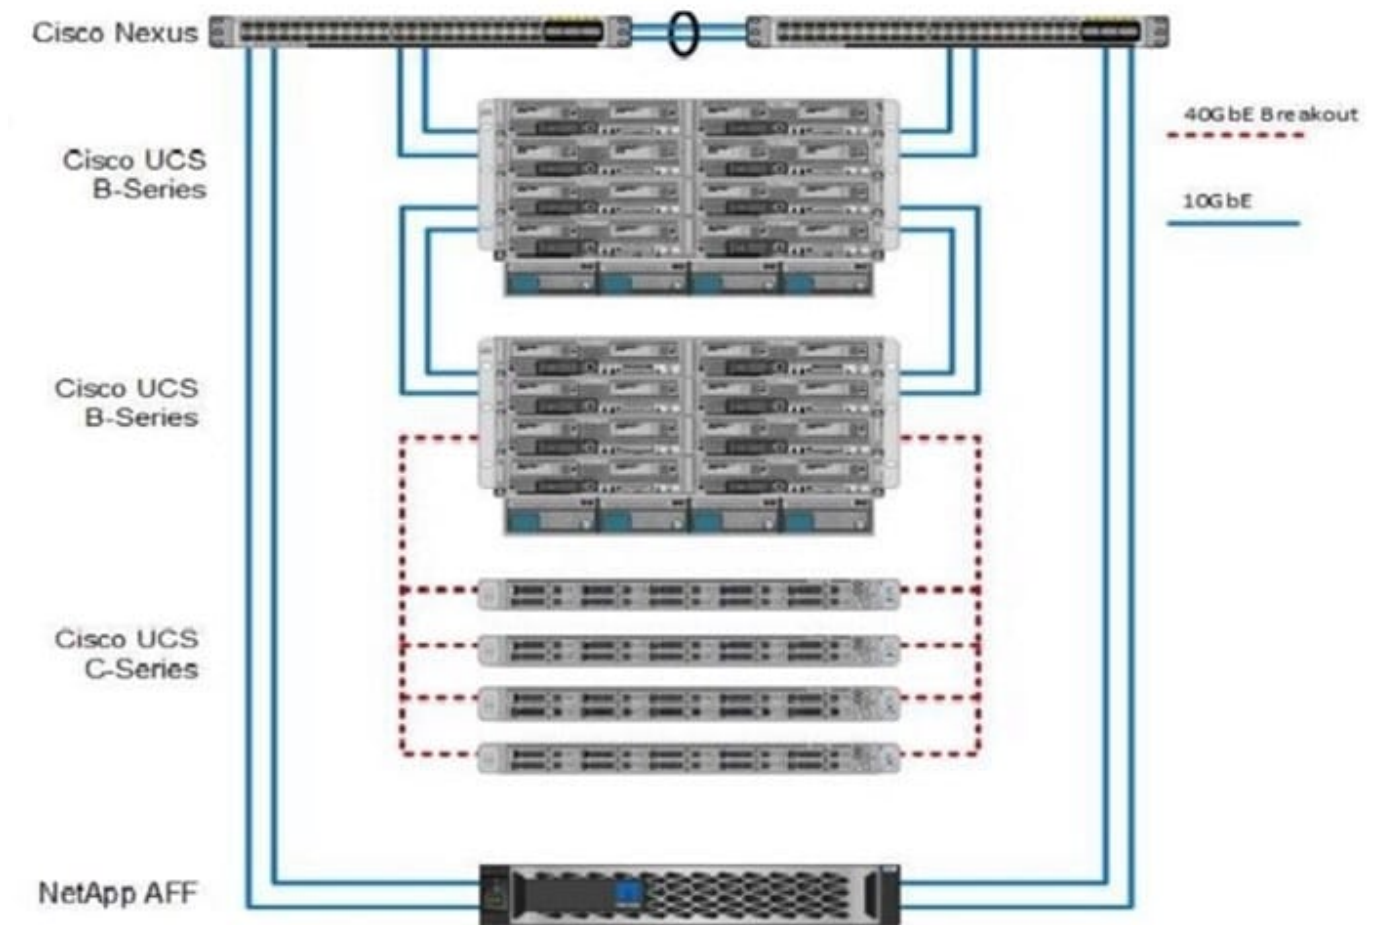 Cisco Nexus
40GbE Breakout
Cisco UCS
B-Series
10GbE
Cisco UCS
B-Series
Cisco UCS
C-Series
NetApp AFF